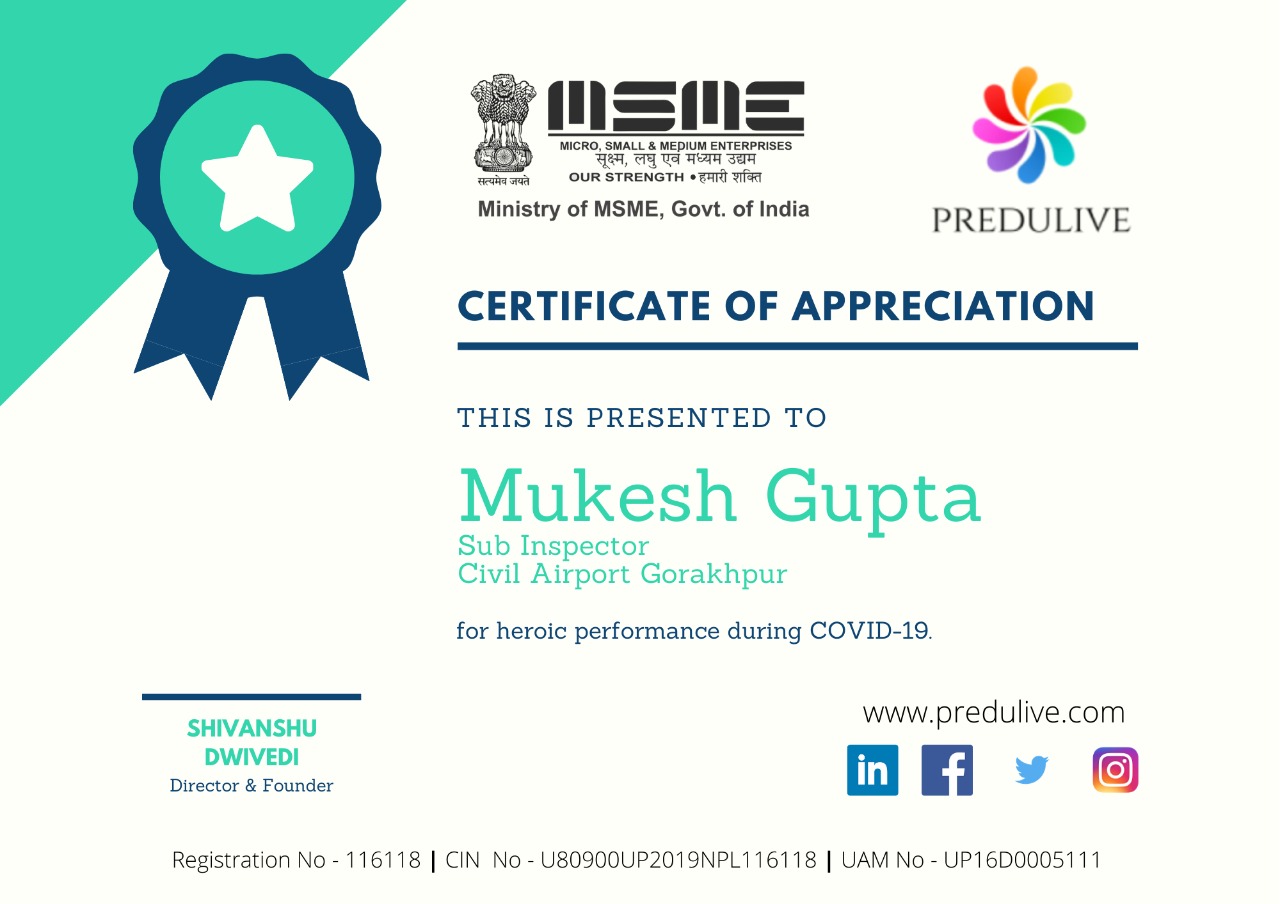 MSME
MICRO, SMALL & MEDIUM ENTERPRISES
सूक्ष्म, लघु एवं मध्यम उद्यम
सत्यमेव जयते
OUR STRENGTH • हमारी शक्ति
Ministry of MSME, Govt. of India
PREDULIVE
CERTIFICATE OF APPRECIATION
THIS IS PRESENTED TO
Mukesh Gupta
Sub Inspector
Civil Airport Gorakhpur
for heroic performance during COVID-19.
SHIVANSHU
DWIVEDI
Director & Founder
www.predulive.com
in
f
Registration No - 116118 | CIN No - U80900UP2019NPL116118 | UAM No - UP16D0005111